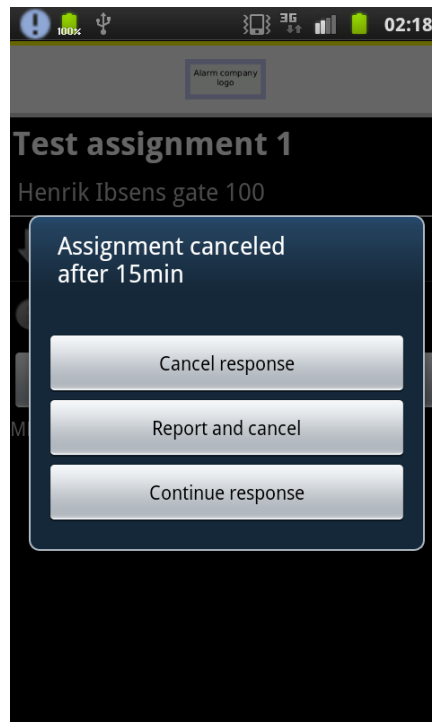 100%
3G
02:18
Alarm company
logo
Test assignment 1
Henrik Ibsens gate 100
Assignment canceled
after 15min
Cancel response
Report and cancel
Continue response